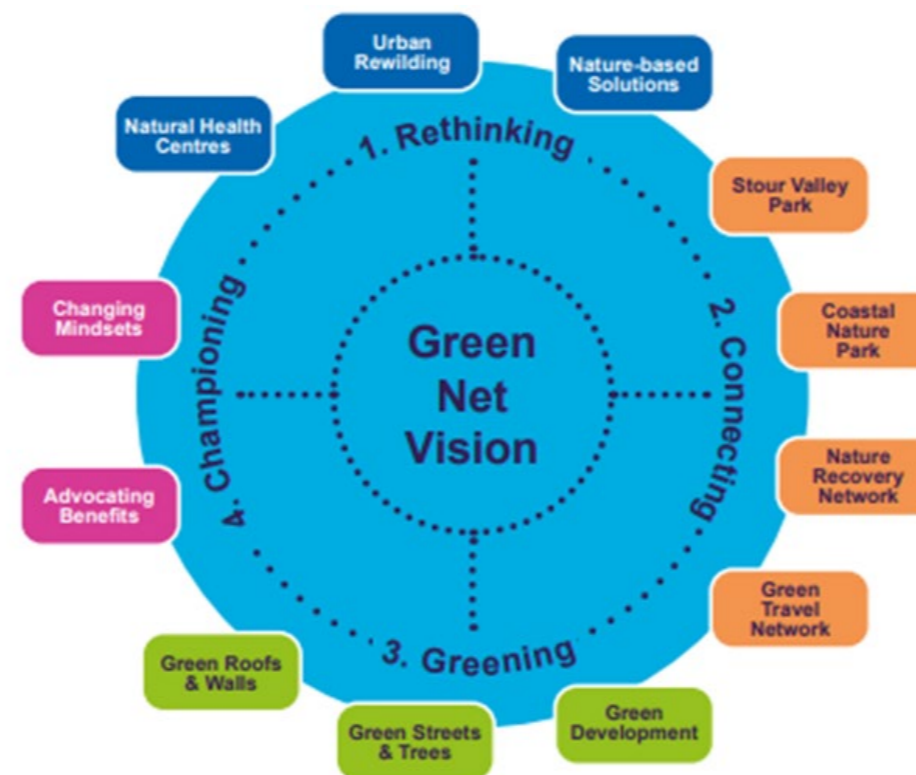 Urban
Rewilding
Nature-based
Solutions
Natural Health
Centres
1. Rethinking
Stour Valley
Park
Changing
Mindsets
4. Championing
Green
Net
Vision
2. Connecting
Coastal
Nature
Park
Advocating
Benefits
Nature
Recovery
Network
Green
Travel
Network
3. Greening
Green Roofs
& Walls
Green Streets
& Trees
Green
Development